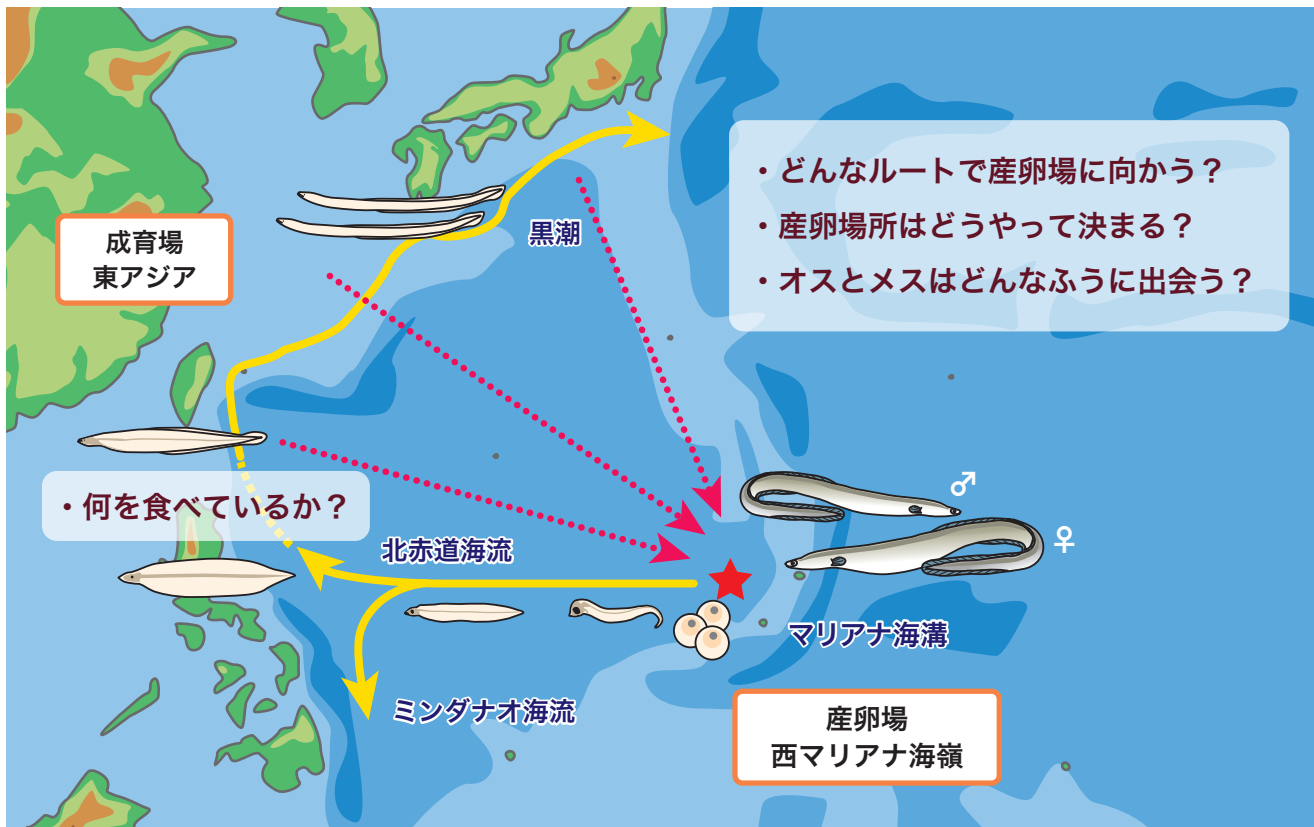 ・どんなルートで産卵場に向かう？
・産卵場所はどうやって決まる？
・オスとメスはどんなふうに出会う？
成育場
東アジア
黒潮
・何を食べているか？
♂
♀
北赤道海流
マリアナ海溝
ミンダナオ海流
産卵場
西マリアナ海嶺